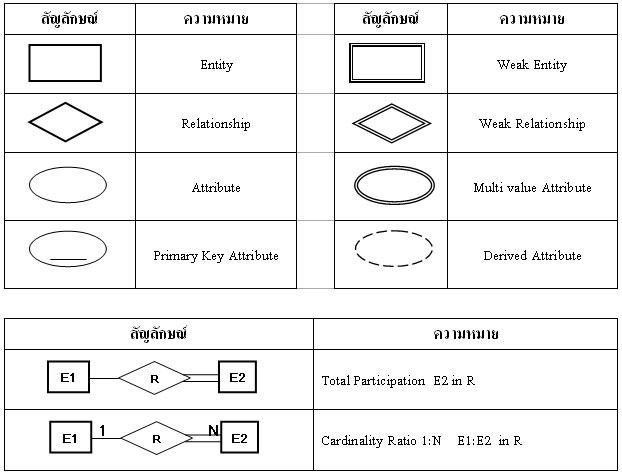 สัญลักษณ์ ความหมาย สัญลักษณ์ ความหมาย
Entity Weak Entity
Relationship Weak Relationship
Attribute Multi value Attribute
Primary Key Attribute Derived Attribute
สัญลักษณ์ ความหมาย
E1 R E2 Total Participation E2 in R
E1 1 R N E2 Cardinality Ratio 1:N E1:E2 in R